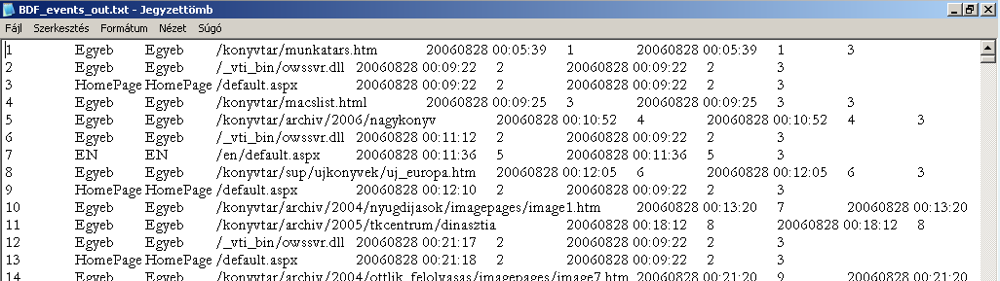 BDF_events_out.txt - Jegyzettömb
Fájl Szerkesztés Formátum Nézet Súgó
1 Egyeb Egyeb /konyvtar/munkatars.htm 20060828 00:05:39 1 20060828 00:05:39 1 3
2 Egyeb Egyeb /_vti_bin/owssvr.dll 20060828 00:09:22 2 20060828 00:09:22 2 3
3 HomePage HomePage /default.aspx 20060828 00:09:22 2 20060828 00:09:22 2 3
4 Egyeb Egyeb /konyvtar/macslist.html 20060828 00:09:25 3 20060828 00:09:25 3 3
5 Egyeb Egyeb /konyvtar/archiv/2006/nagykonyv 20060828 00:10:52 4 20060828 00:10:52 4 3
6 Egyeb Egyeb /_vti_bin/owssvr.dll 20060828 00:11:12 2 20060828 00:09:22 2 3
7 EN EN /en/default.aspx 20060828 00:11:36 5 20060828 00:11:36 5 3
8 Egyeb Egyeb /konyvtar/sup/ujkonyvek/uj_europa.htm 20060828 00:12:05 6 20060828 00:12:05 6 3
9 HomePage HomePage /default.aspx 20060828 00:12:10 2 20060828 00:09:22 2 3
10 Egyeb Egyeb /konyvtar/archiv/2004/nyugdijasok/imagepages/image1.htm 20060828 00:13:20 7 20060828 00:13:20
11 Egyeb Egyeb /konyvtar/archiv/2005/tkcentrum/dinasztia 20060828 00:18:12 8 20060828 00:18:12 8
12 Egyeb Egyeb /_vti_bin/owssvr.dll 20060828 00:21:17 2 20060828 00:09:22 2 3
13 HomePage HomePage /default.aspx 20060828 00:21:18 2 20060828 00:09:22 2 3
14 Egyeb Egyeb /konyvtar/archiv/2004/ottlik_felolvasas/imagepages/image7.htm 20060828 00:21:20 9 20060828 00:21:20